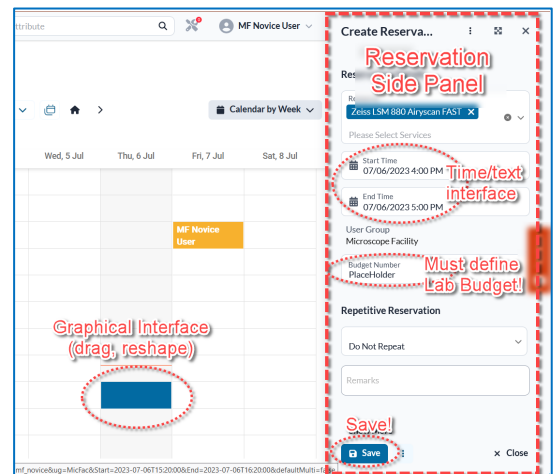 ttribute
MF Novice User
Calendar by Week
Wed, 5 Jul
Thu, 6 Jul
Fri, 7 Jul
Sat, 8 Jul
MF Novice
User
Graphical Interface
(drag, reshape)
mf_novice&ug=MicFac&Start=2023-07-06T15:20:00&End=2023-07-06T16:20:00&defaultMulti=false
Create Reserva...
Reservation
Side Panel
Zeiss LSM 880 Airyscan FAST
Please Select Services
Start Time
07/06/2023 4:00 PM
Time/text
interface
End Time
07/06/2023 5:00 PM
User Group
Microscope Facility
Budget Number
PlaceHolder
Must define
Lab Budget!
Repetitive Reservation
Do Not Repeat
Remarks
Save!
Save
Close